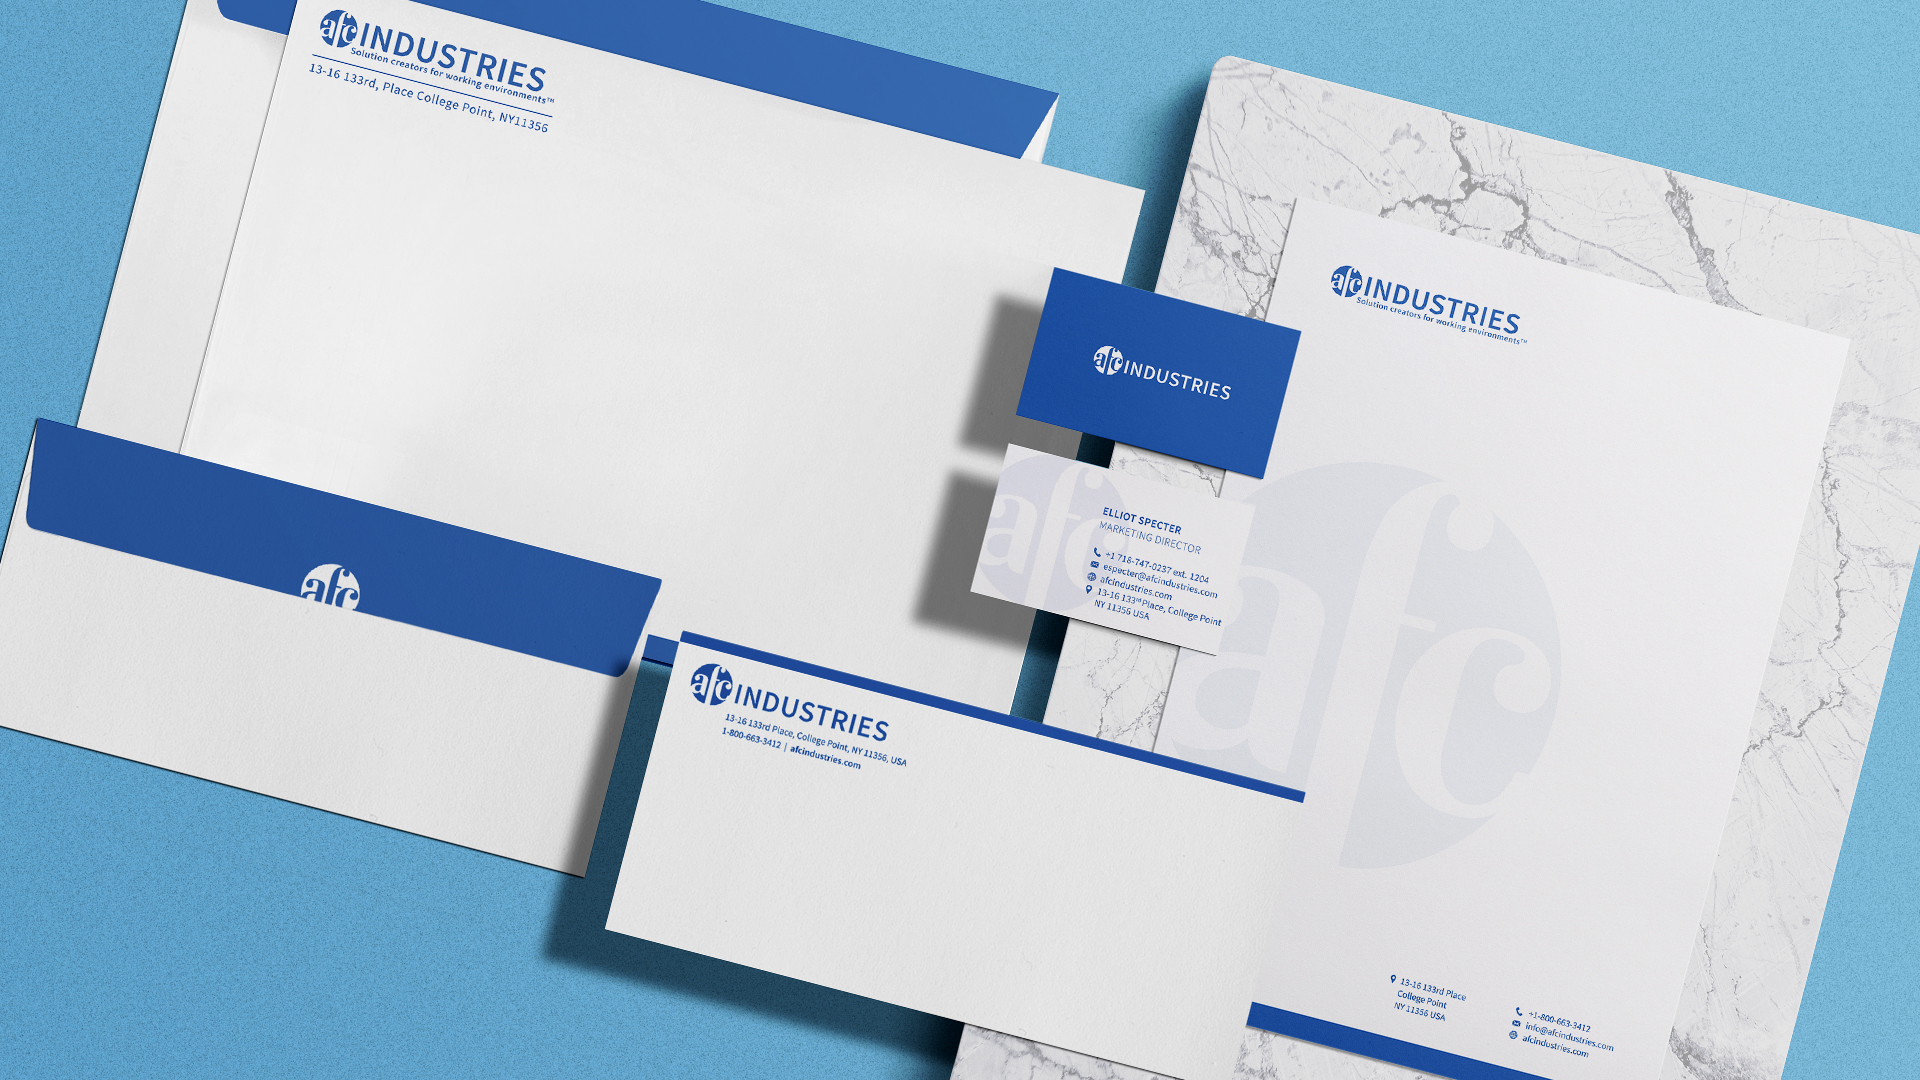 afc INDUSTRIES
Solution creators for working environments™
13-16 133rd, Place College Point, NY11356
afc INDUSTRIES
Solution creators for working environments™
afc INDUSTRIES
afc
ELLIOT SPECTER
MARKETING DIRECTOR
+1 718-747-0237 ext. 1204
especter@afcindustries.com
afcindustries.com
13-16 133rd Place, College Point
NY 11356 USA
afc
afc
afc INDUSTRIES
13-16 133rd Place, College Point, NY 11356, USA
1-800-663-3412 | afcindustries.com
13-16 133rd Place
College Point
NY 11356 USA
+1-800-663-3412
info@afcindustries.com
afcindustries.com